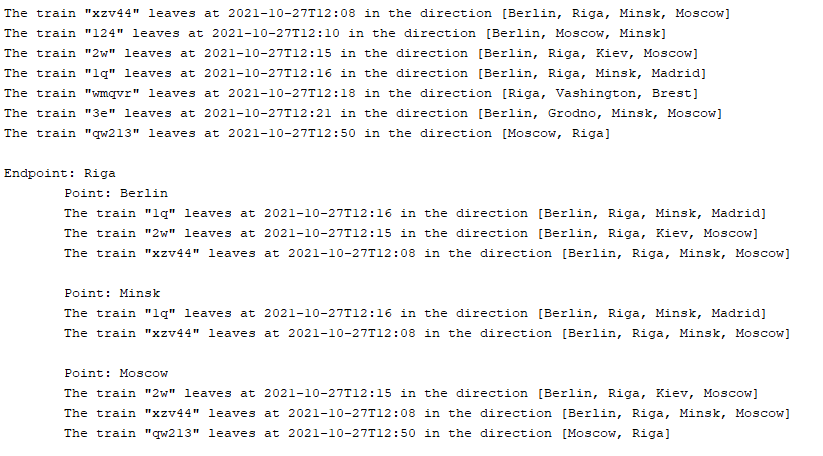 The train "xzv44" leaves at 2021-10-27T12:08 in the direction [Berlin, Riga, Minsk, Moscow]
The train "124" leaves at 2021-10-27T12:10 in the direction [Berlin, Moscow, Minsk]
The train "2w" leaves at 2021-10-27T12:15 in the direction [Berlin, Riga, Kiev, Moscow]
The train "1q" leaves at 2021-10-27T12:16 in the direction [Berlin, Riga, Minsk, Madrid]
The train "wmqvr" leaves at 2021-10-27T12:18 in the direction [Riga, Vashington, Brest]
The train "3e" leaves at 2021-10-27T12:21 in the direction [Berlin, Grodno, Minsk, Moscow]
The train "qw213" leaves at 2021-10-27T12:50 in the direction [Moscow, Riga]
Endpoint: Riga
Point: Berlin
The train "1q" leaves at 2021-10-27T12:16 in the direction [Berlin, Riga, Minsk, Madrid]
The train "2w" leaves at 2021-10-27T12:15 in the direction [Berlin, Riga, Kiev, Moscow]
The train "xzv44" leaves at 2021-10-27T12:08 in the direction [Berlin, Riga, Minsk, Moscow]
Point: Minsk
The train "1q" leaves at 2021-10-27T12:16 in the direction [Berlin, Riga, Minsk, Madrid]
The train "xzv44" leaves at 2021-10-27T12:08 in the direction [Berlin, Riga, Minsk, Moscow]
Point: Moscow
The train "2w" leaves at 2021-10-27T12:15 in the direction [Berlin, Riga, Kiev, Moscow]
The train "xzv44" leaves at 2021-10-27T12:08 in the direction [Berlin, Riga, Minsk, Moscow]
The train "qw213" leaves at 2021-10-27T12:50 in the direction [Moscow, Riga]